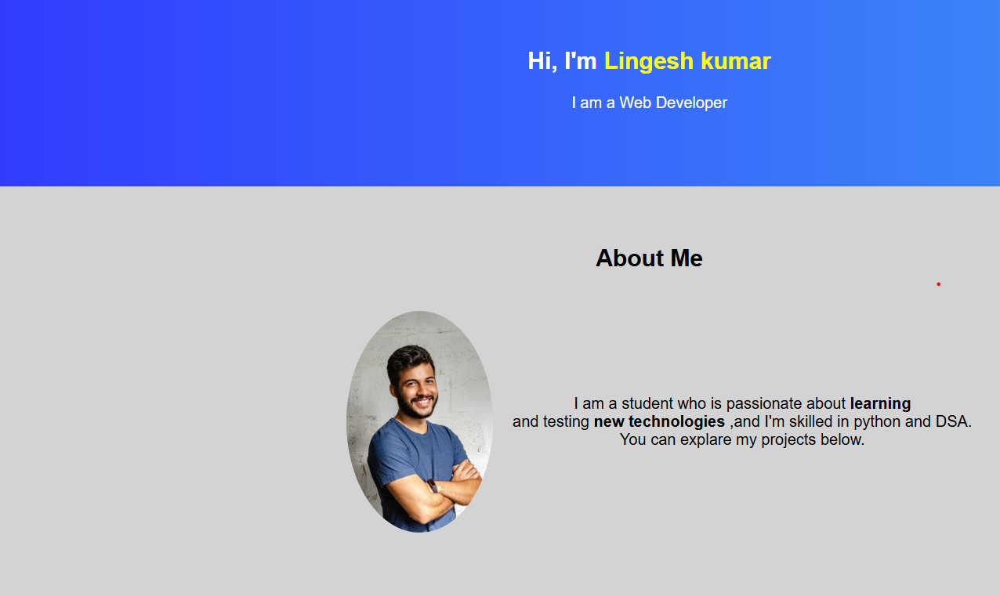 Hi, I'm Lingesh kumar
I am a Web Developer
About Me
I am a student who is passionate about learning
and testing new technologies ,and I'm skilled in python and DSA.
You can explare my projects below.